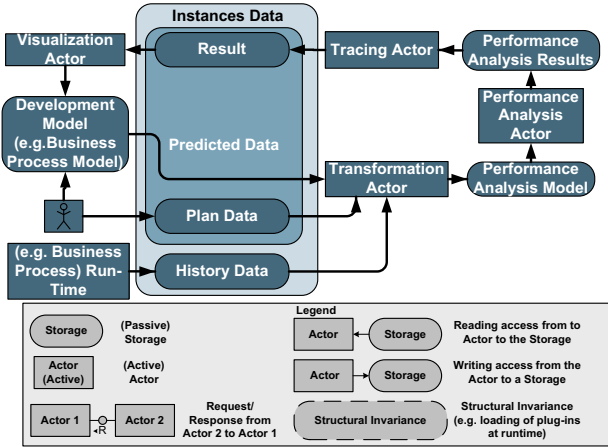 Instances Data
Visualization
Actor
Result
Tracing Actor
Performance
Analysis Results
Development
Model
(e.g.Business
Process Model)
Predicted Data
Performance
Analysis
Actor
Transformation
Actor
Performance
Analysis Model
Plan Data
(e.g. Business
Process) Run-
Time
History Data
Legend
Storage
(Passive)
Storage
Actor
Storage
Reading access from to
Actor to the Storage
Actor
(Active)
(Active)
Actor
Actor
Storage
Writing access from the
Actor to a Storage
Actor 1
R
Actor 2
Request/
Response from
Actor 2 to Actor 1
Structural Invariance
Structural Invariance
(e.g. loading of plug-ins
at runtime)